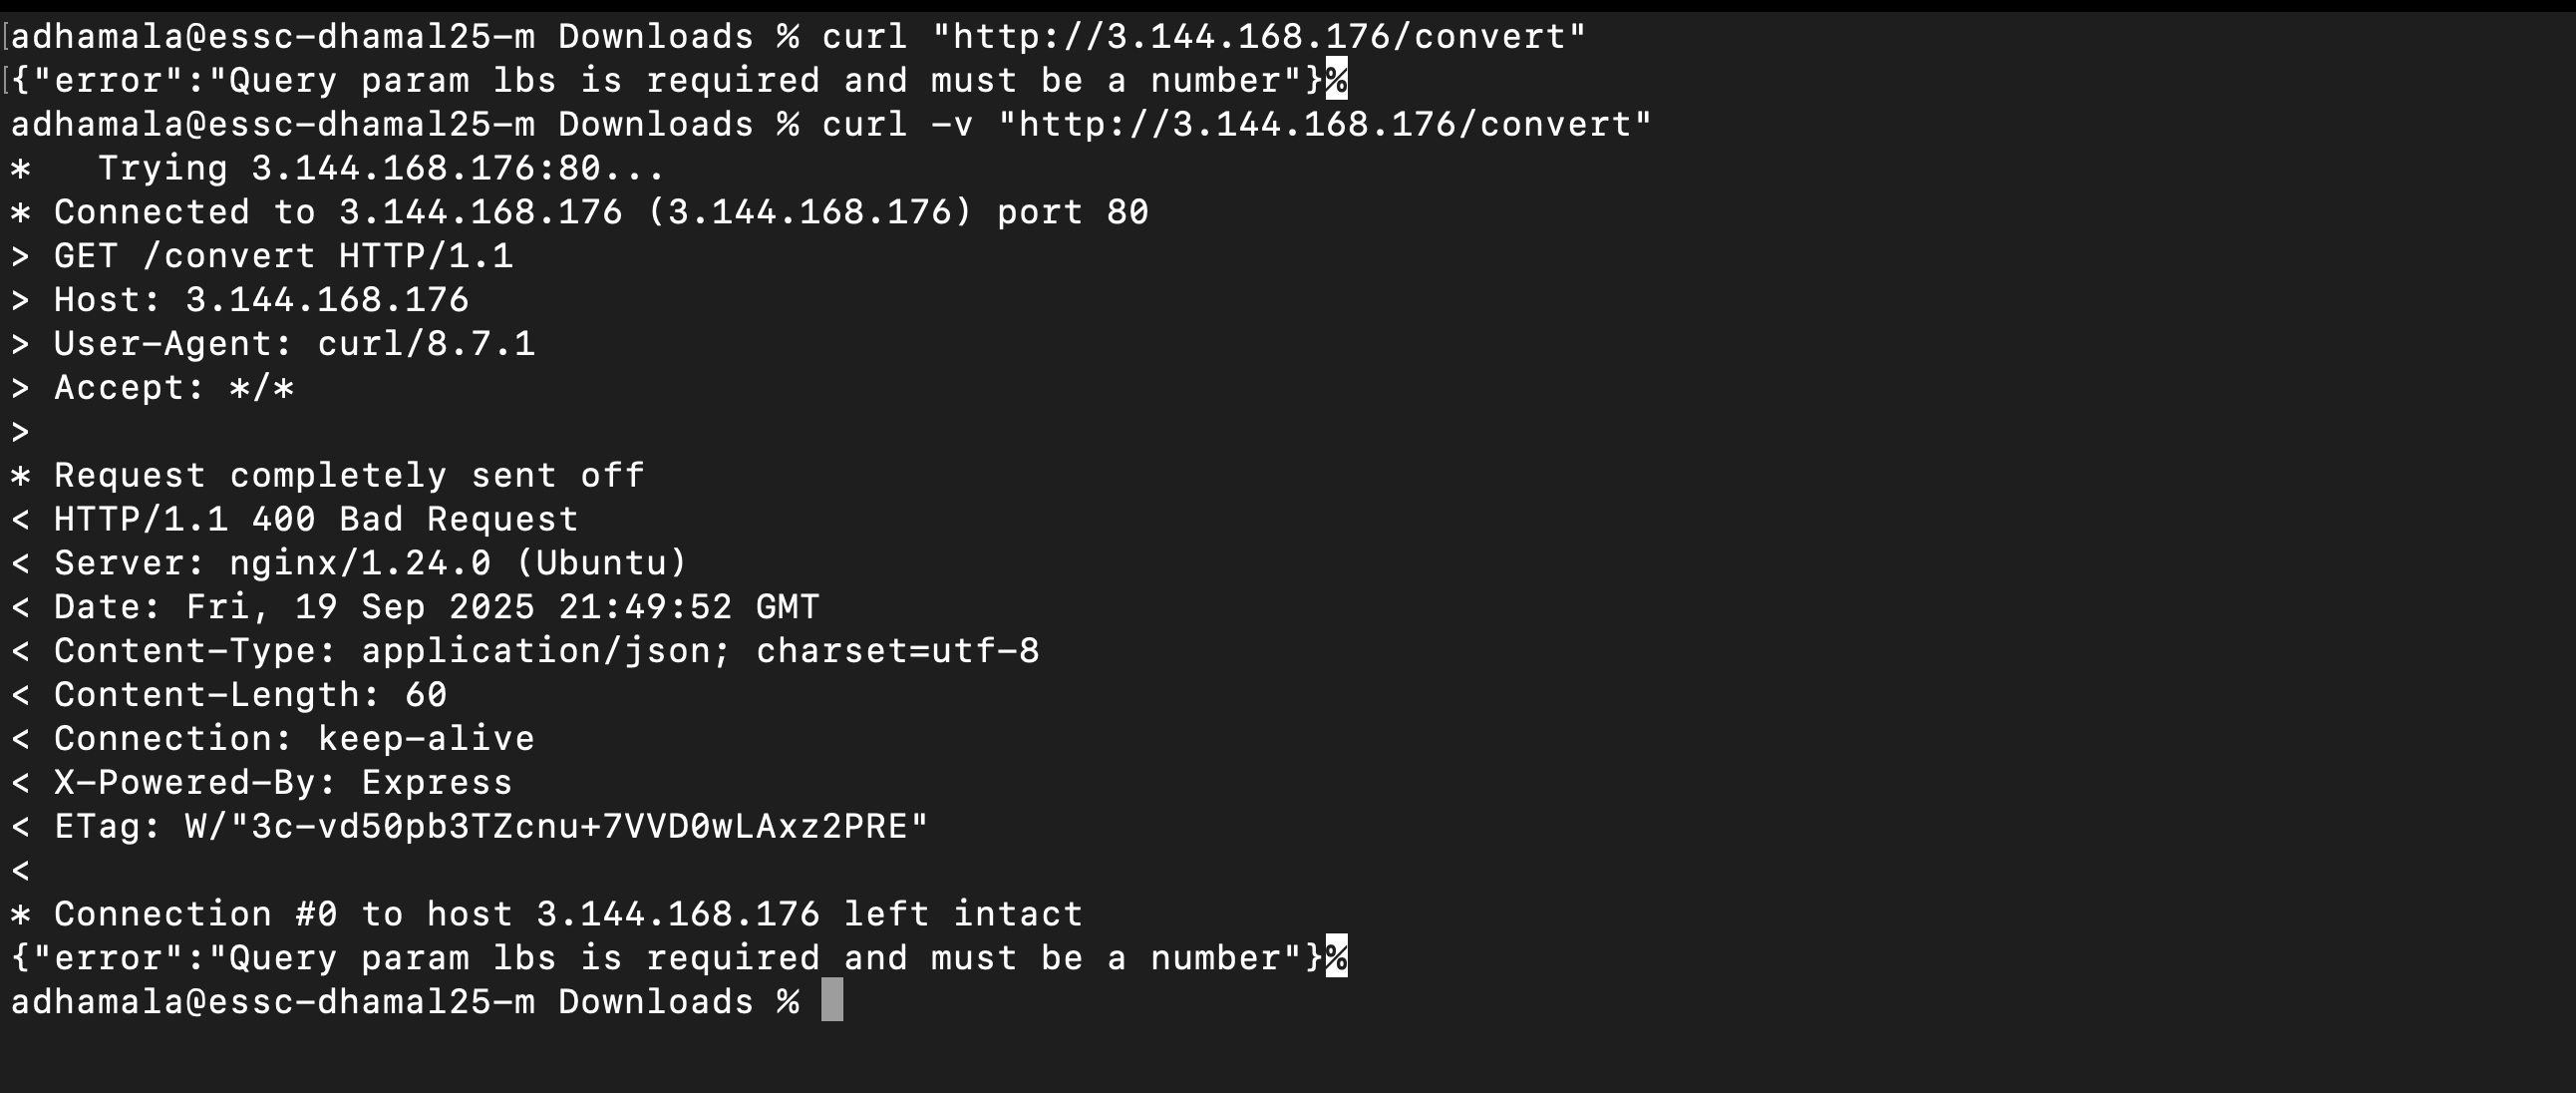 [adhamala@essc-dhamal25-m Downloads % curl "http://3.144.168.176/convert"
[{"error":"Query param lbs is required and must be a number"}%
adhamala@essc-dhamal25-m Downloads % curl -v "http://3.144.168.176/convert"
*   Trying 3.144.168.176:80...
* Connected to 3.144.168.176 (3.144.168.176) port 80
> GET /convert HTTP/1.1
> Host: 3.144.168.176
> User-Agent: curl/8.7.1
> Accept: */*
>
* Request completely sent off
< HTTP/1.1 400 Bad Request
< Server: nginx/1.24.0 (Ubuntu)
< Date: Fri, 19 Sep 2025 21:49:52 GMT
< Content-Type: application/json; charset=utf-8
< Content-Length: 60
< Connection: keep-alive
< X-Powered-By: Express
< ETag: W/"3c-vd50pb3TZcnu+7VVD0wLAxz2PRE"
<
* Connection #0 to host 3.144.168.176 left intact
{"error":"Query param lbs is required and must be a number"}%
adhamala@essc-dhamal25-m Downloads %